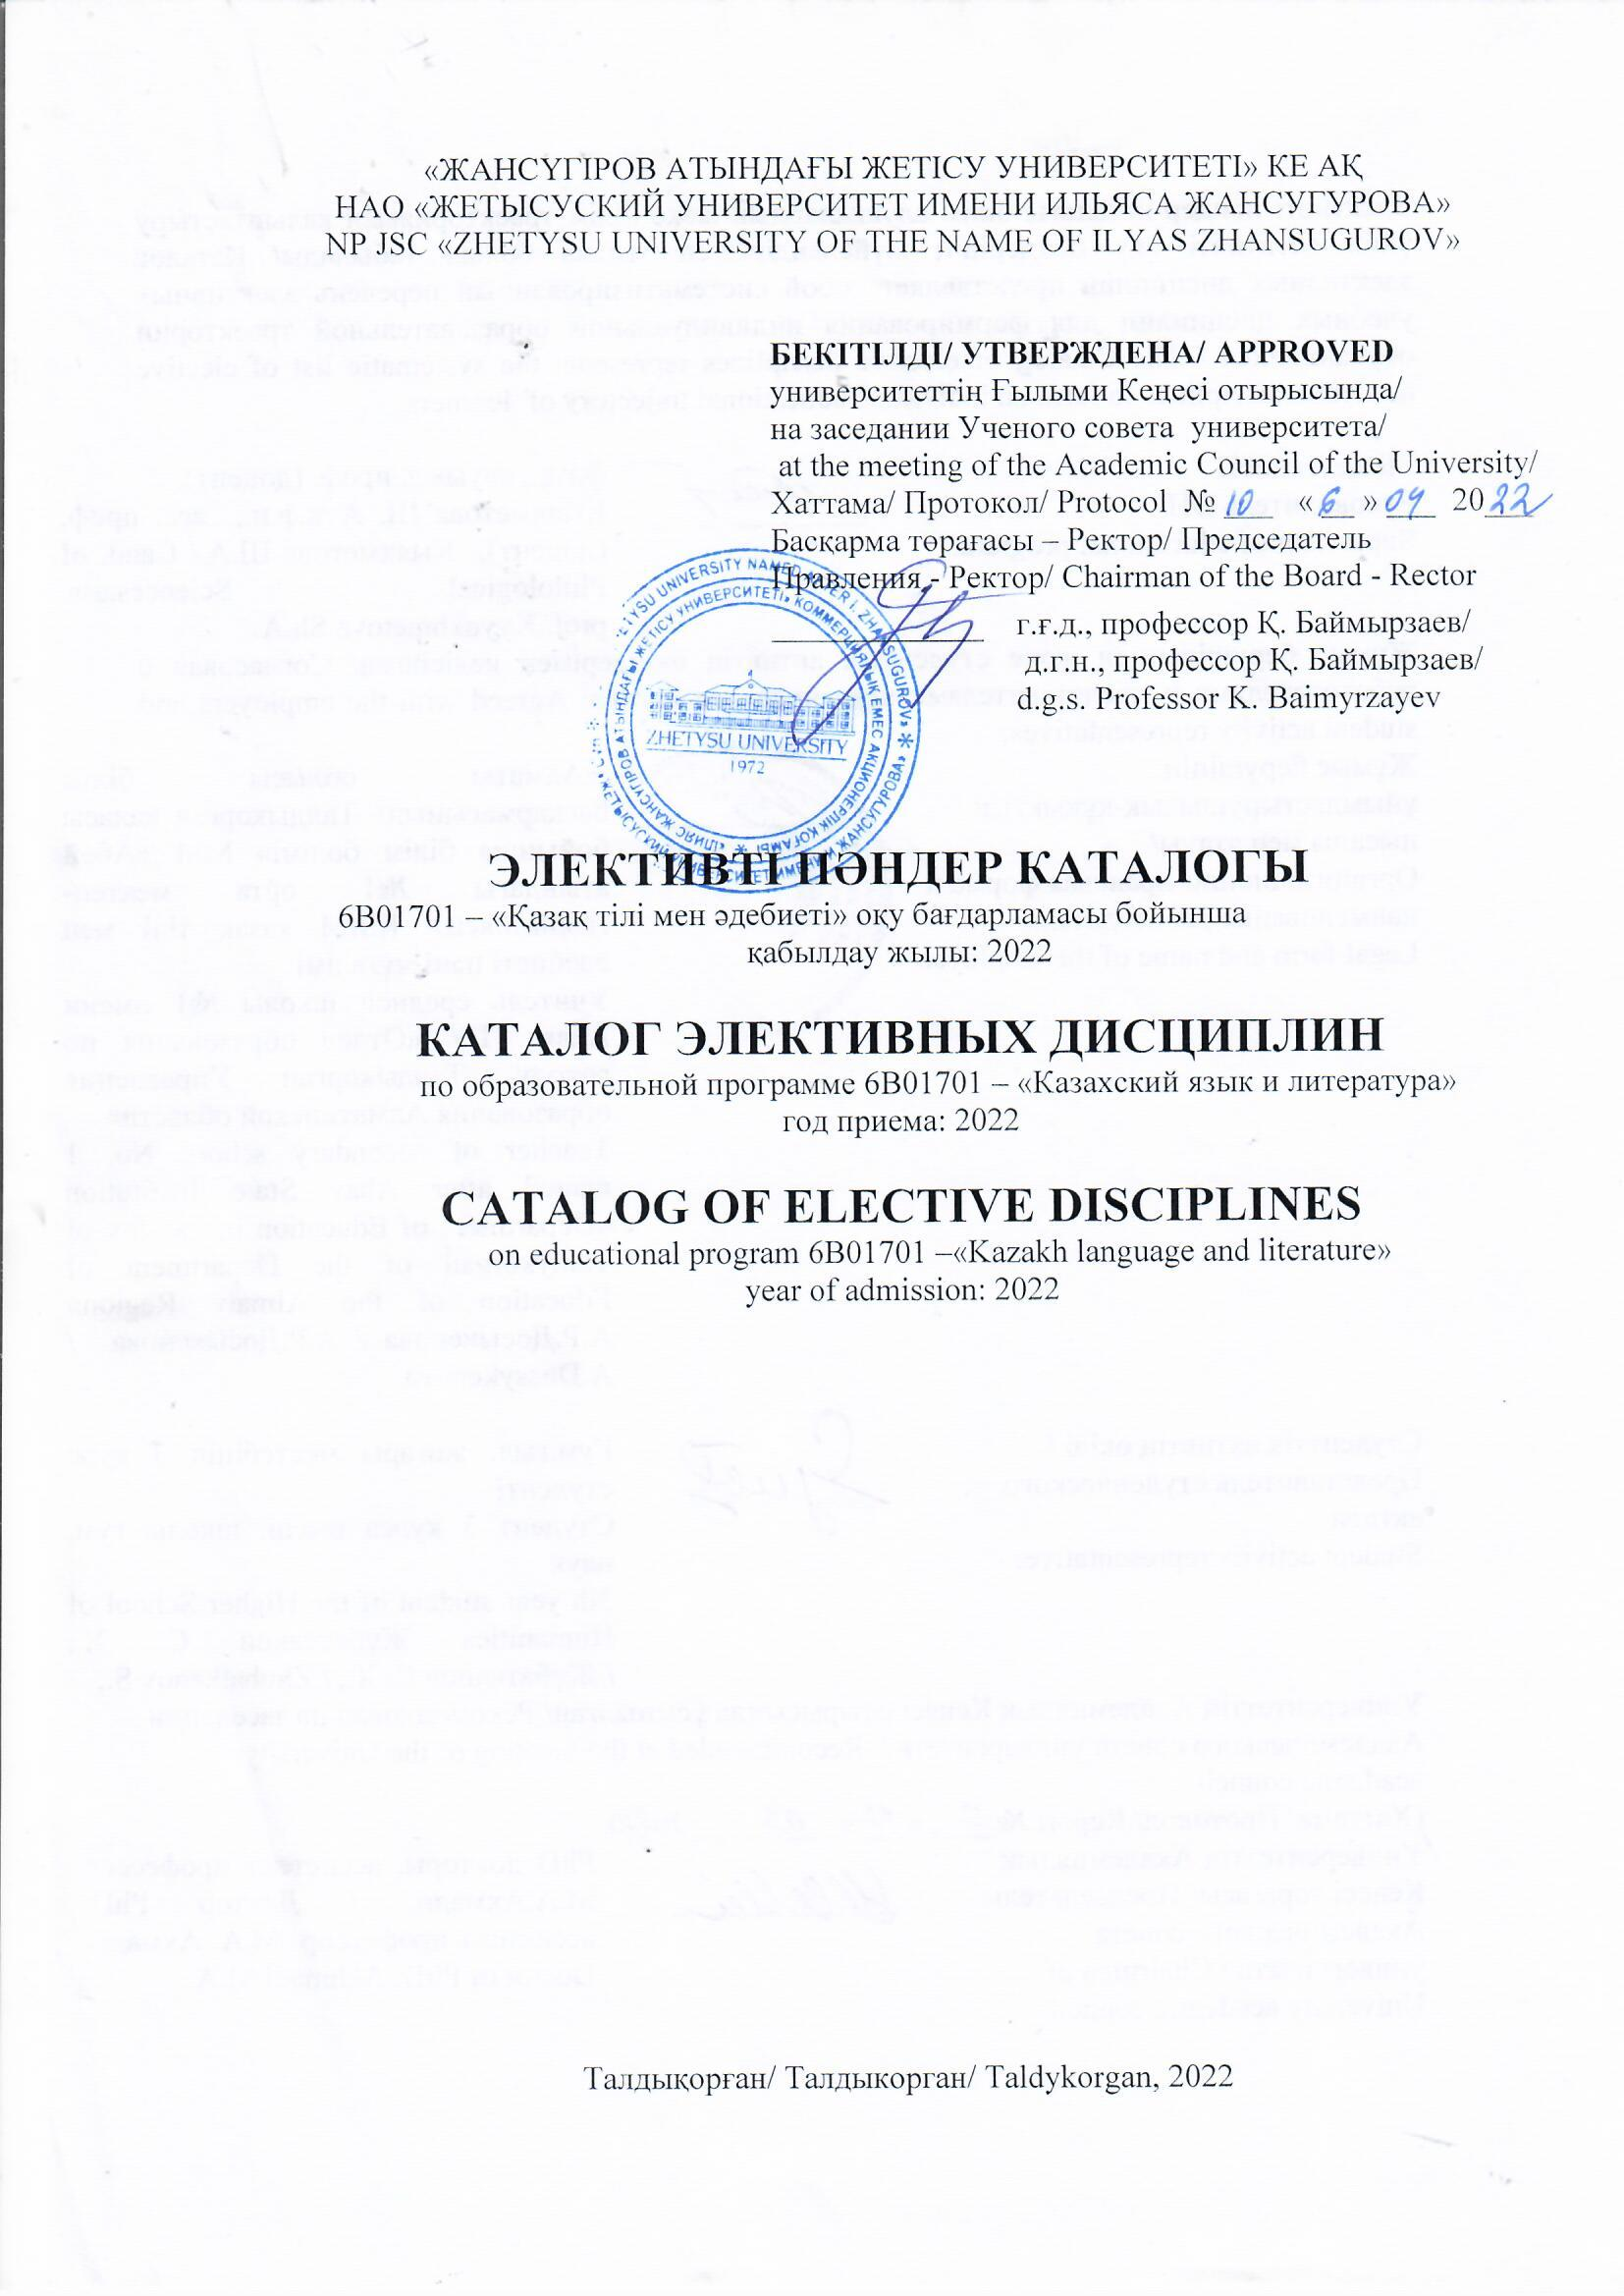 «ЖАНСҮГІРОВ АТЫНДАҒЫ ЖЕТІСУ УНИВЕРСИТЕТІ» КЕ АҚ
НАО «ЖЕТЫСУСКИЙ УНИВЕРСИТЕТ ИМЕНИ ИЛЬЯСА ЖАНСУГУРОВА»
NP JSC «ZHETYSU UNIVERSITY OF THE NAME OF ILYAS ZHANSUGUROV»
БЕКІТІЛДІ/ УТВЕРЖДЕНА/ APPROVED
университеттің Ғылыми Кеңесі отырысында/
на заседании Ученого совета университета/
at the meeting of the Academic Council of the University/
Хаттама/ Протокол/ Protocol № 10 «6» 04 2022
Басқарма төрағасы – Ректор/ Председатель
Правления - Ректор/ Chairman of the Board - Rector
г.ғ.д., профессор Қ. Баймырзаев/
д.г.н., профессор Қ. Баймырзаев/
d.g.s. Professor K. Baimyrzayev
ZHETYSU UNIVERSITY
1972
ЭЛЕКТИВТІ ПӘНДЕР КАТАЛОГЫ
6В01701 – «Қазақ тілі мен әдебиеті» оқу бағдарламасы бойынша
қабылдау жылы: 2022
КАТАЛОГ ЭЛЕКТИВНЫХ ДИСЦИПЛИН
по образовательной программе 6В01701 – «Казахский язык и литература»
год приема: 2022
CATALOG OF ELECTIVE DISCIPLINES
on educational program 6В01701 –«Kazakh language and literature»
year of admission: 2022
Талдықорған/ Талдыкорган/ Taldykorgan, 2022